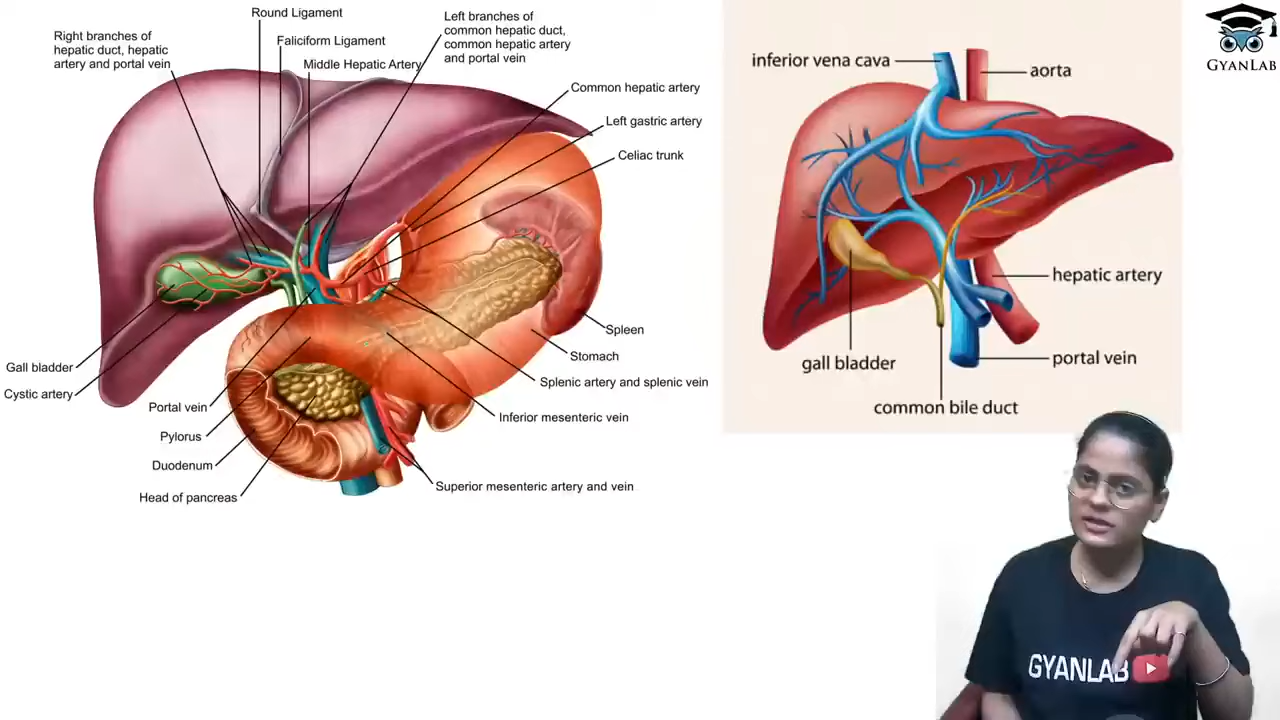 Round Ligament
Faliciform Ligament
Middle Hepatic Artery
Right branches of
hepatic duct, hepatic
artery and portal vein
Left branches of
common hepatic duct,
common hepatic artery
and portal vein
Common hepatic artery
Left gastric artery
Celiac trunk
Spleen
Stomach
Splenic artery and splenic vein
Inferior mesenteric vein
Superior mesenteric artery and vein
Gall bladder
Cystic artery
Portal vein
Pylorus
Duodenum
Head of pancreas
inferior vena cava
aorta
hepatic artery
portal vein
gall bladder
common bile duct
GYANLAB
GYANLAB